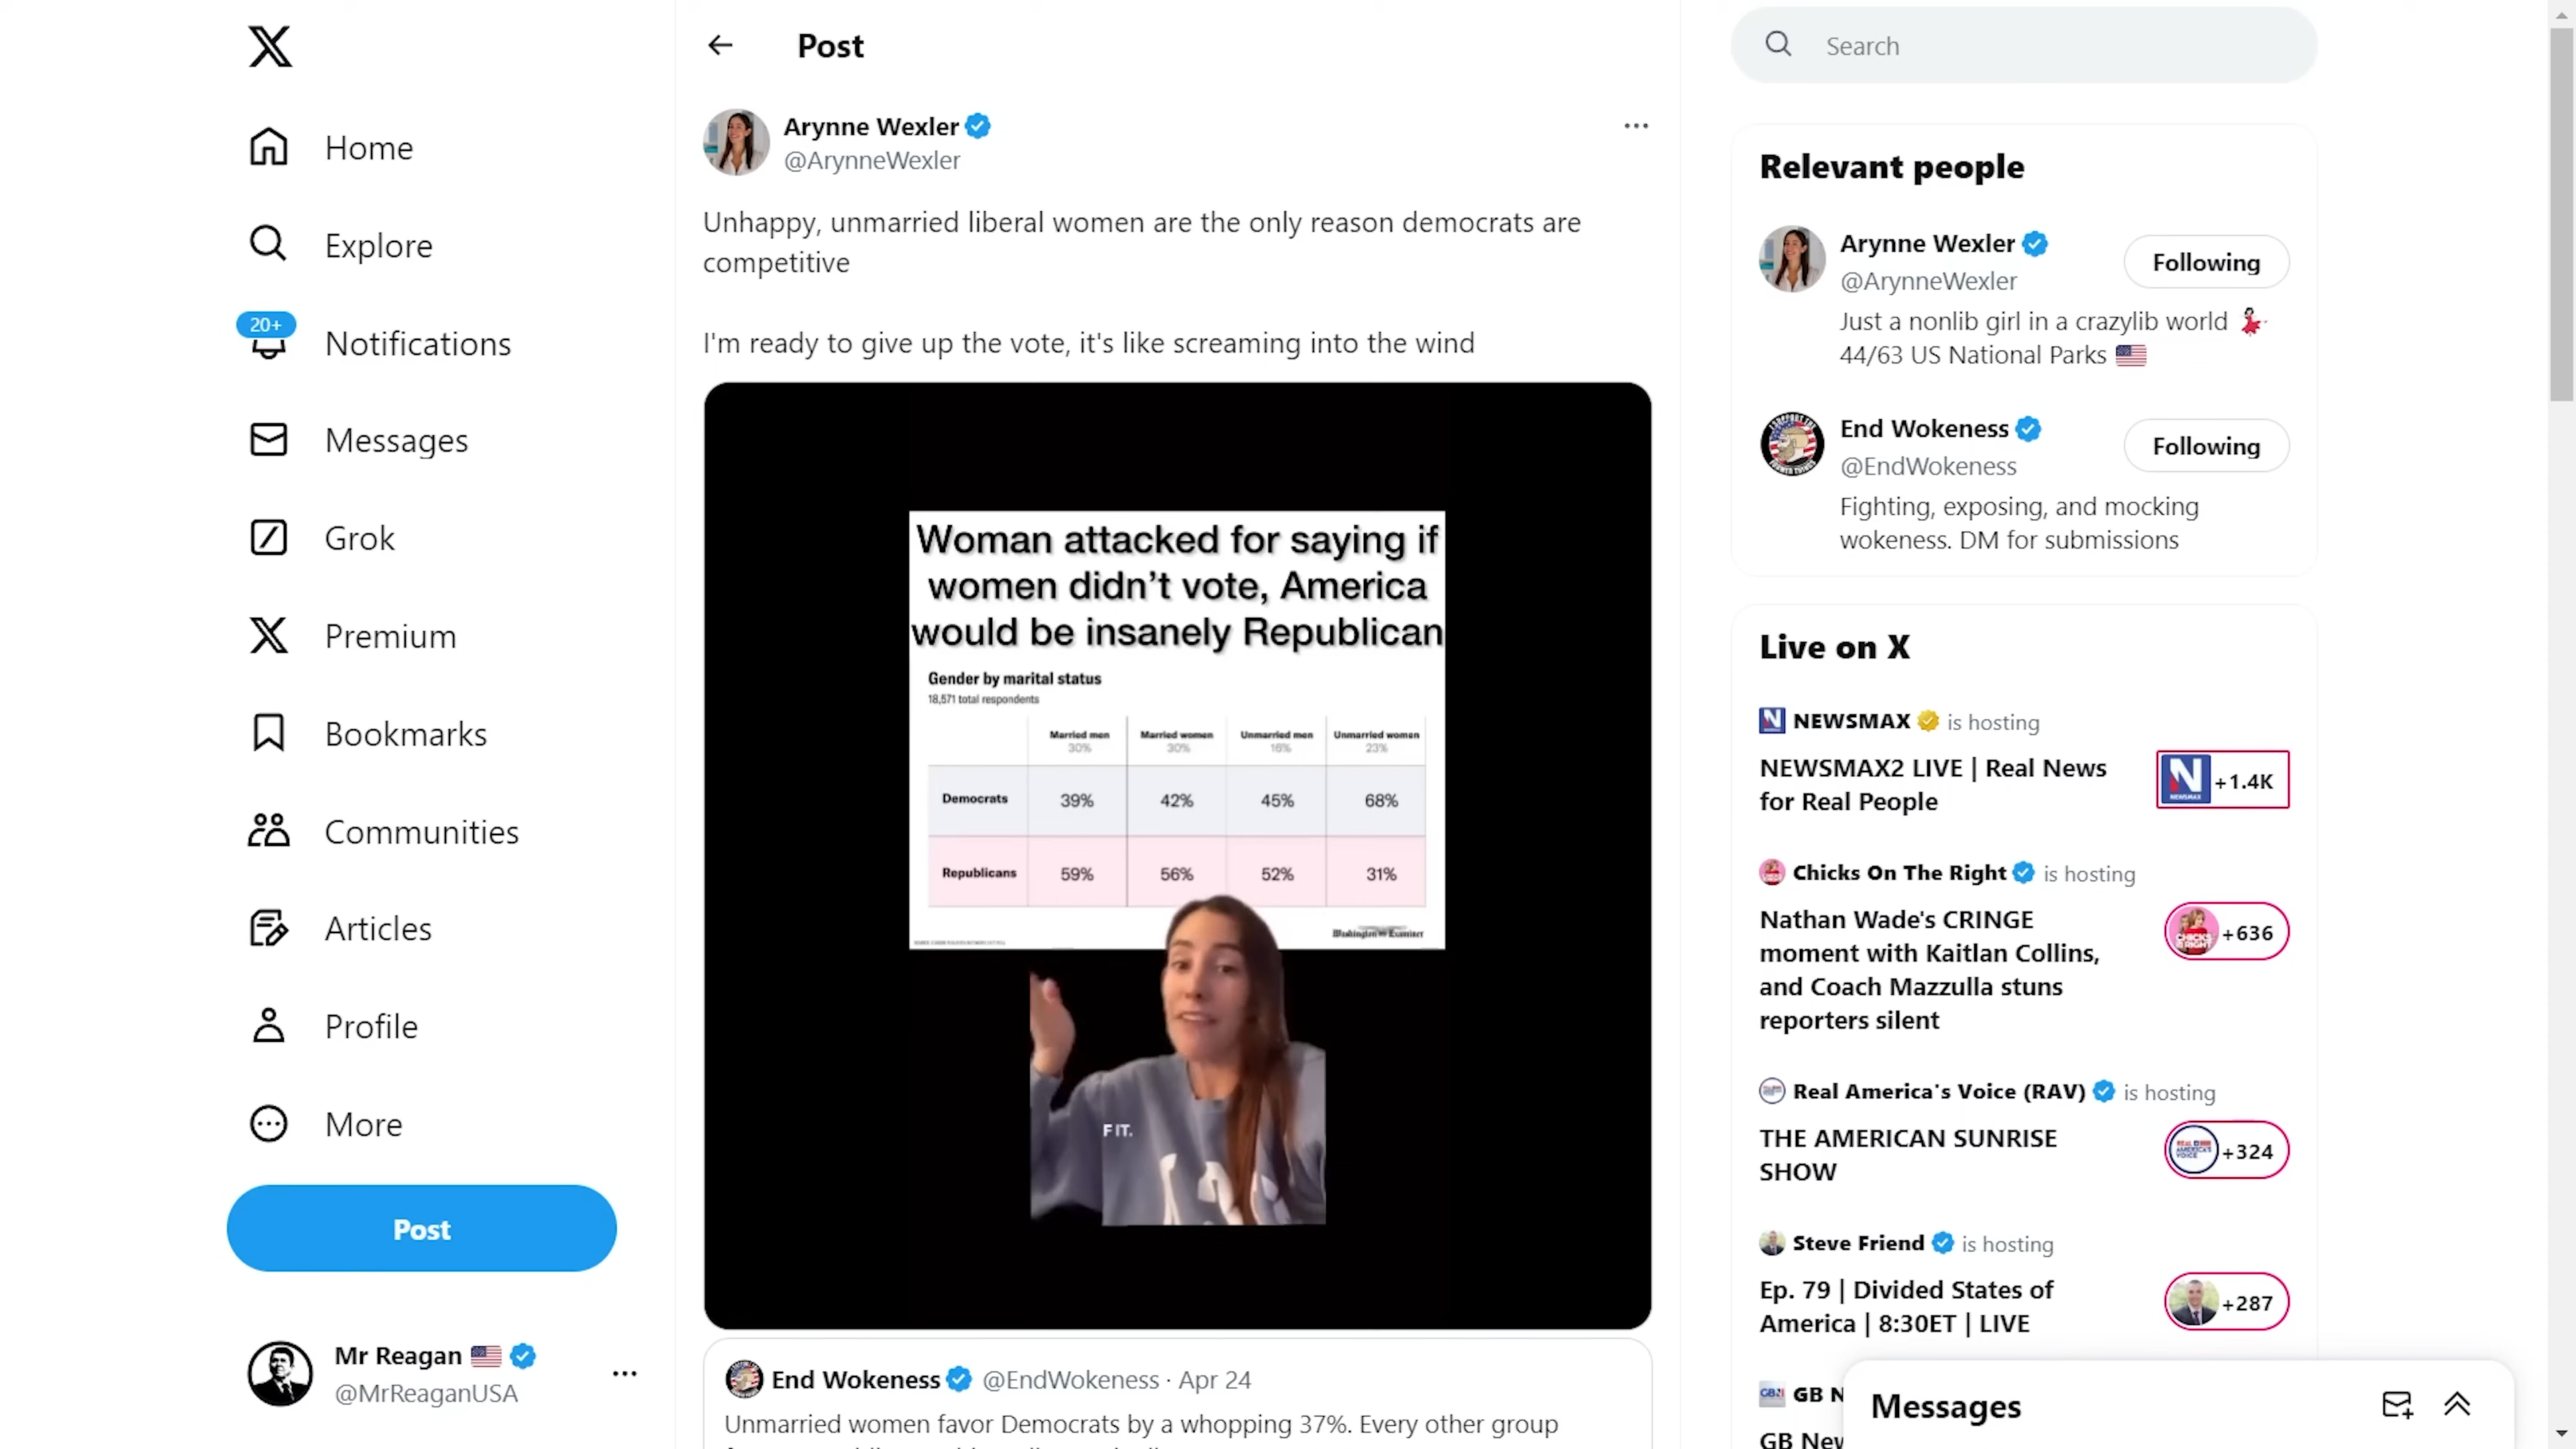 Home
Explore
20+
Notifications
Messages
Grok
Premium
Bookmarks
Communities
Articles
Profile
More
Post
Mr Reagan
@MrReaganUSA
Post
Arynne Wexler
@ArynneWexler
Unhappy, unmarried liberal women are the only reason democrats are
competitive
I'm ready to give up the vote, it's like screaming into the wind
Woman attacked for saying if
women didn't vote, America
would be insanely Republican
Gender by marital status
18,571 total respondents
Married men Married women Unmarried men Unmarried women
30% 30% 16% 23%
Democrats 39% 42% 45% 68%
Republicans 59% 56% 52% 31%
Washington Examiner
F IT.
End Wokeness @EndWokeness · Apr 24
Unmarried women favor Democrats by a whopping 37%. Every other group
Search
Relevant people
Arynne Wexler
@ArynneWexler
Following
Just a nonlib girl in a crazylib world
44/63 US National Parks
End Wokeness
@EndWokeness
Following
Fighting, exposing, and mocking
wokeness. DM for submissions
Live on X
NEWSMAX is hosting
NEWSMAX2 LIVE | Real News
for Real People
+1.4K
Chicks On The Right is hosting
Nathan Wade's CRINGE
moment with Kaitlan Collins,
and Coach Mazzulla stuns
reporters silent
+636
Real America's Voice (RAV) is hosting
THE AMERICAN SUNRISE
SHOW
+324
Steve Friend is hosting
Ep. 79 | Divided States of
America | 8:30ET | LIVE
+287
GB N
GB New
Messages